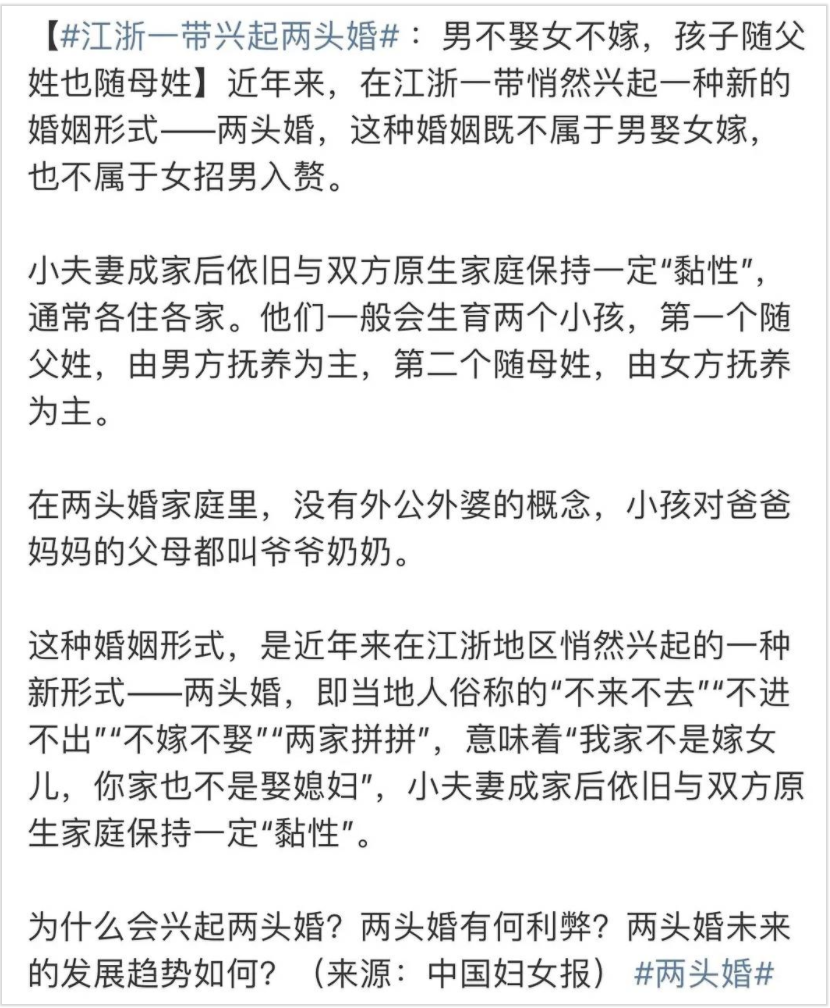 【#江浙一带兴起两头婚#：男不娶女不嫁，孩子随父
姓也随母姓】近年来，在江浙一带悄然兴起一种新的
婚姻形式——两头婚，这种婚姻既不属于男娶女嫁，
也不属于女招男入赘。
小夫妻成家后依旧与双方原生家庭保持一定“黏性”，
通常各住各家。他们一般会生育两个小孩，第一个随
父姓，由男方抚养为主，第二个随母姓，由女方抚养
为主。
在两头婚家庭里，没有外公外婆的概念，小孩对爸爸
妈妈的父母都叫爷爷奶奶。
这种婚姻形式，是近年来在江浙地区悄然兴起的一种
新形式——两头婚，即当地人俗称的“不来不去”“不进
不出”“不嫁不娶”“两家拼拼”，意味着“我家不是嫁女
儿，你家也不是娶媳妇”，小夫妻成家后依旧与双方原
生家庭保持一定“黏性”。
为什么会兴起两头婚？两头婚有何利弊？两头婚未来
的发展趋势如何？（来源：中国妇女报）#两头婚#